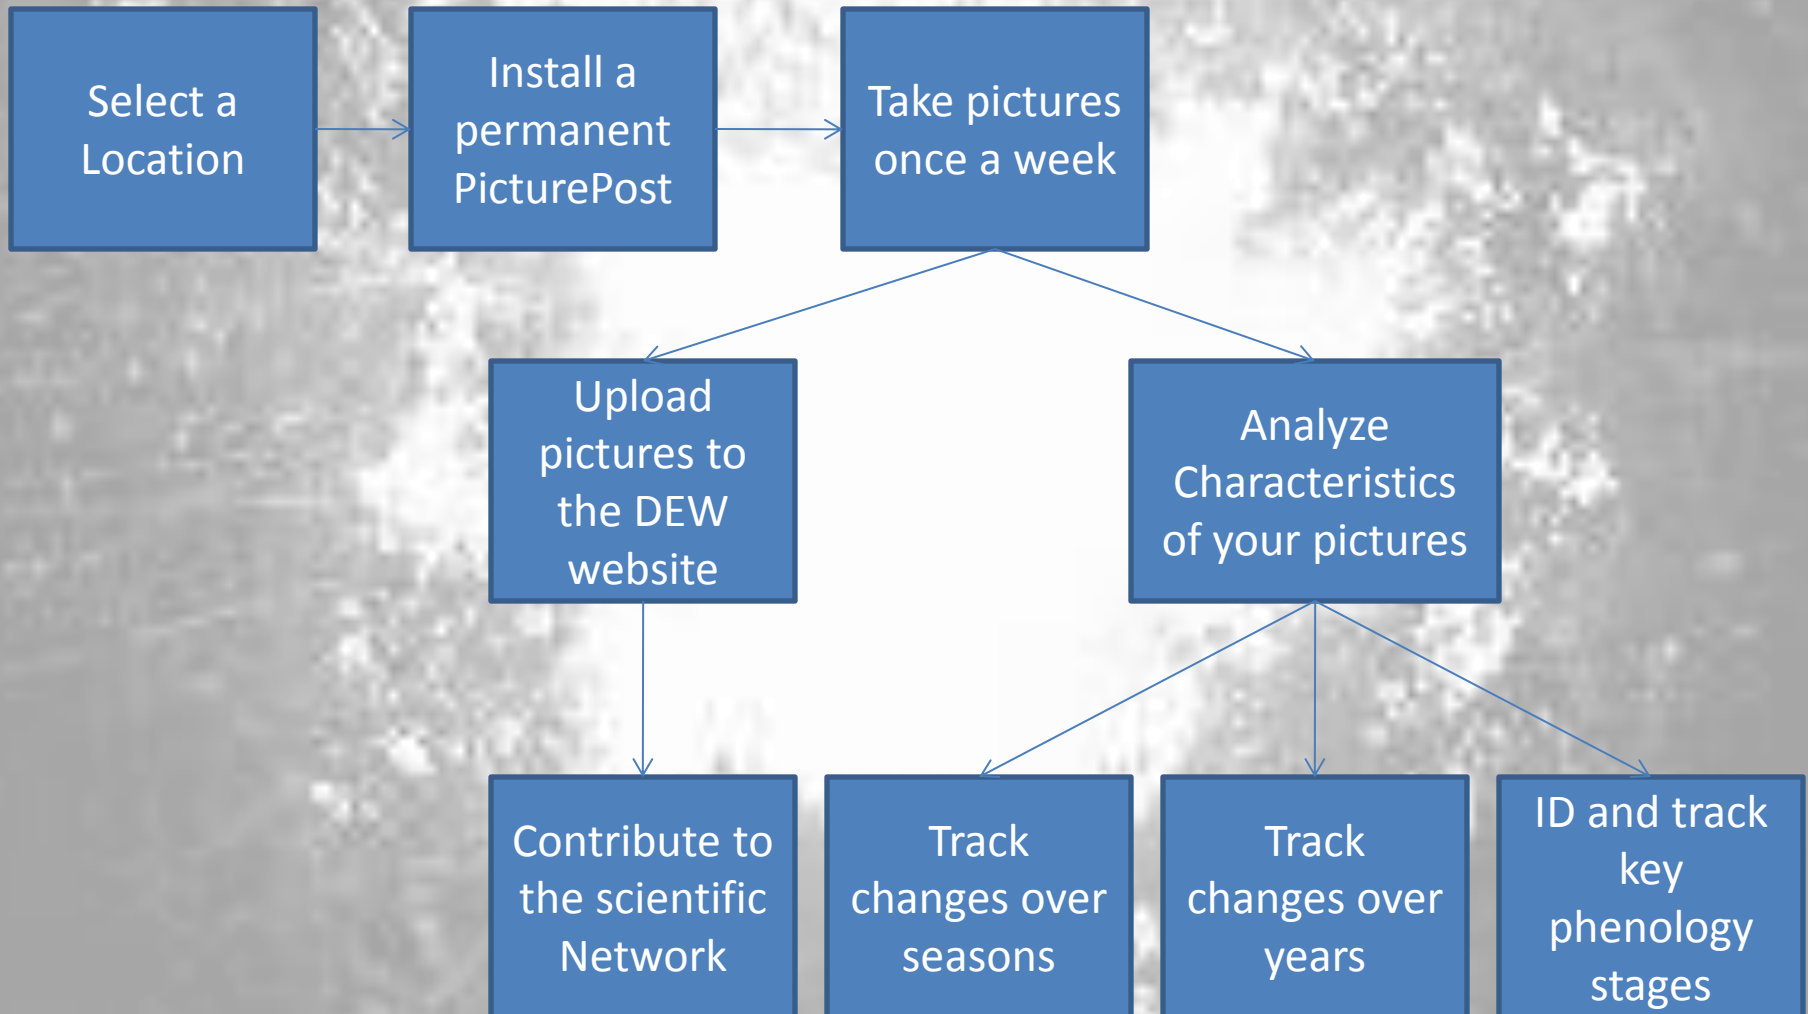 Select a
Location
Install a
permanent
PicturePost
Take pictures
once a week
Upload
pictures to
the DEW
website
Analyze
Characteristics
of your pictures
Contribute to
the scientific
Network
Track
changes over
seasons
Track
changes over
years
ID and track
key
phenology
stages